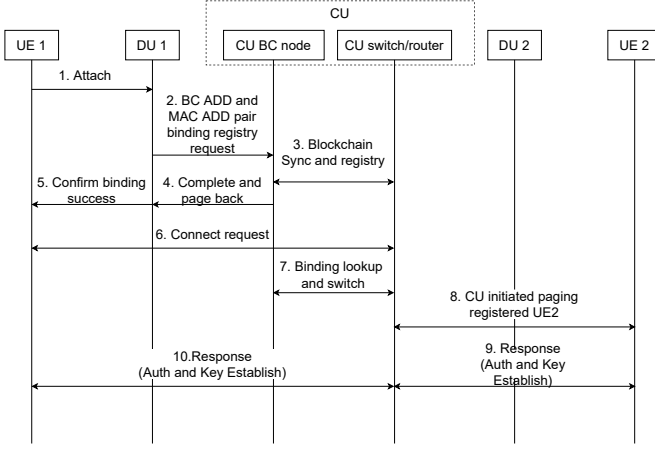 CU
UE 1
DU 1
CU BC node
CU switch/router
DU 2
UE 2
1. Attach
2. BC ADD and
MAC ADD pair
binding registry
request
3. Blockchain
Sync and registry
5. Confirm binding
success
4. Complete and
page back
6. Connect request
7. Binding lookup
and switch
8. CU initiated paging
registered UE2
10.Response
(Auth and Key Establish)
9. Response
(Auth and Key
Establish)